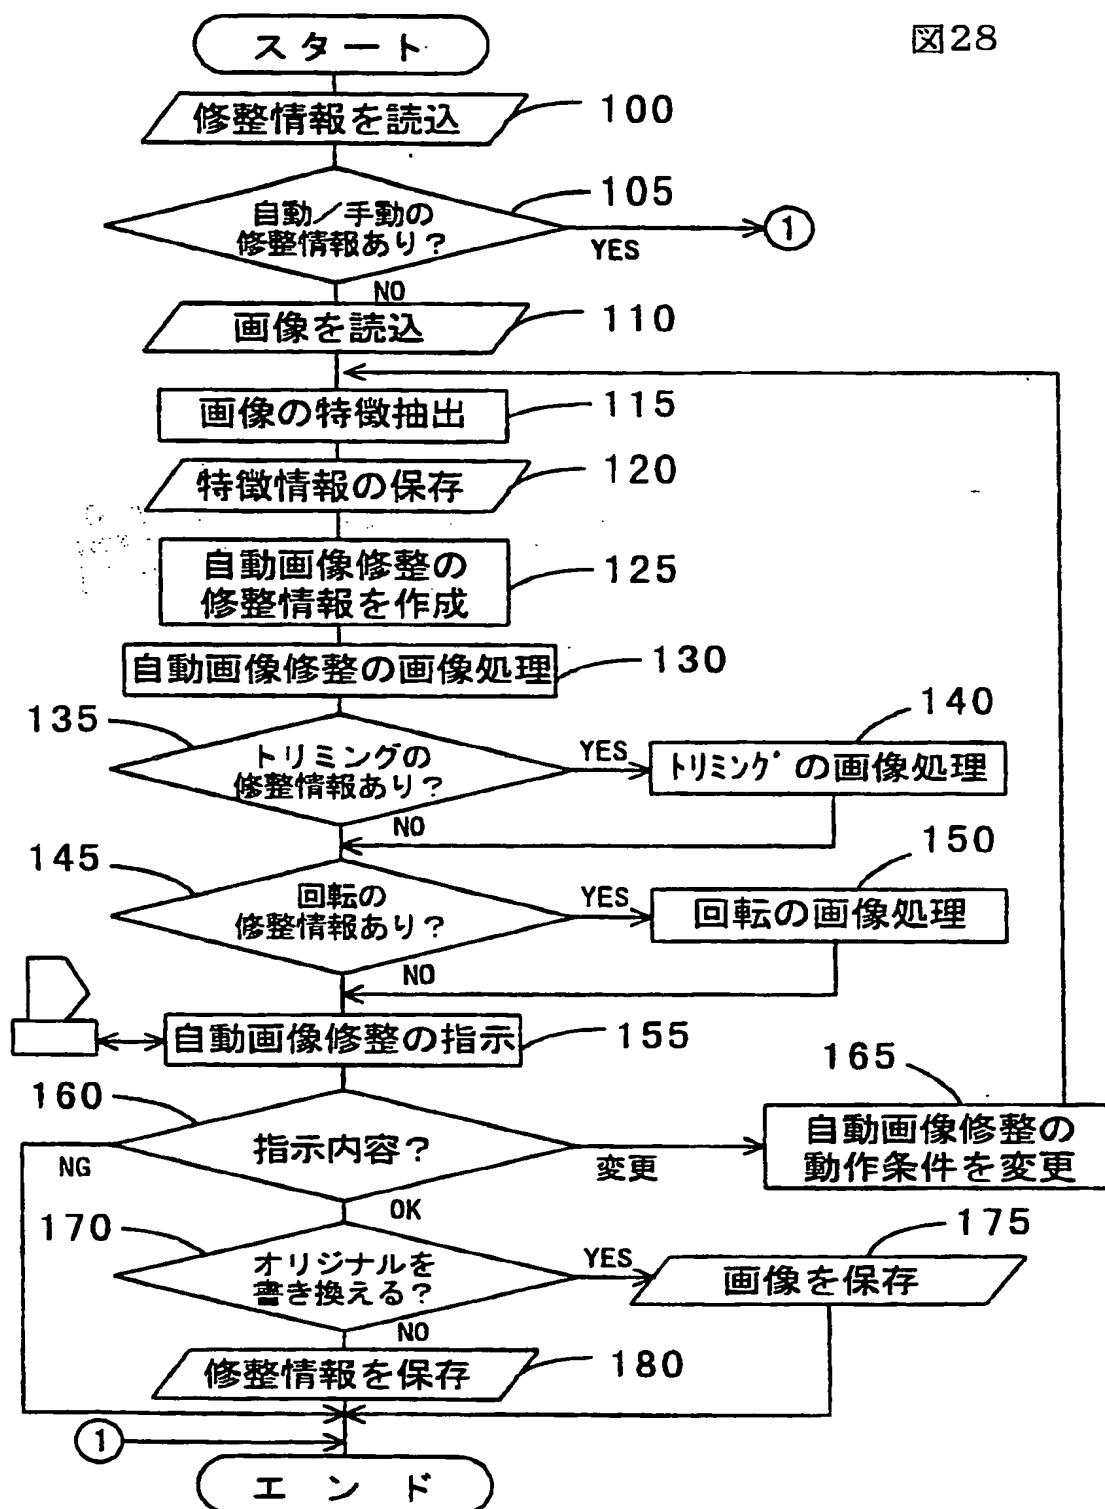 図28
スタート
修整情報を読込
100
自動／手動の
修整情報あり？
105
YES
①
NO
画像を読込
110
画像の特徴抽出
115
特徴情報の保存
120
自動画像修整の
修整情報を作成
125
自動画像修整の画像処理
130
135
トリミングの
修整情報あり？
YES
140
ﾄﾘﾐﾝｸﾞの画像処理
NO
145
回転の
修整情報あり？
YES
150
回転の画像処理
NO
自動画像修整の指示
155
160
指示内容？
NG
変更
165
自動画像修整の
動作条件を変更
OK
170
オリジナルを
書き換える？
YES
175
画像を保存
NO
修整情報を保存
180
①
エンド